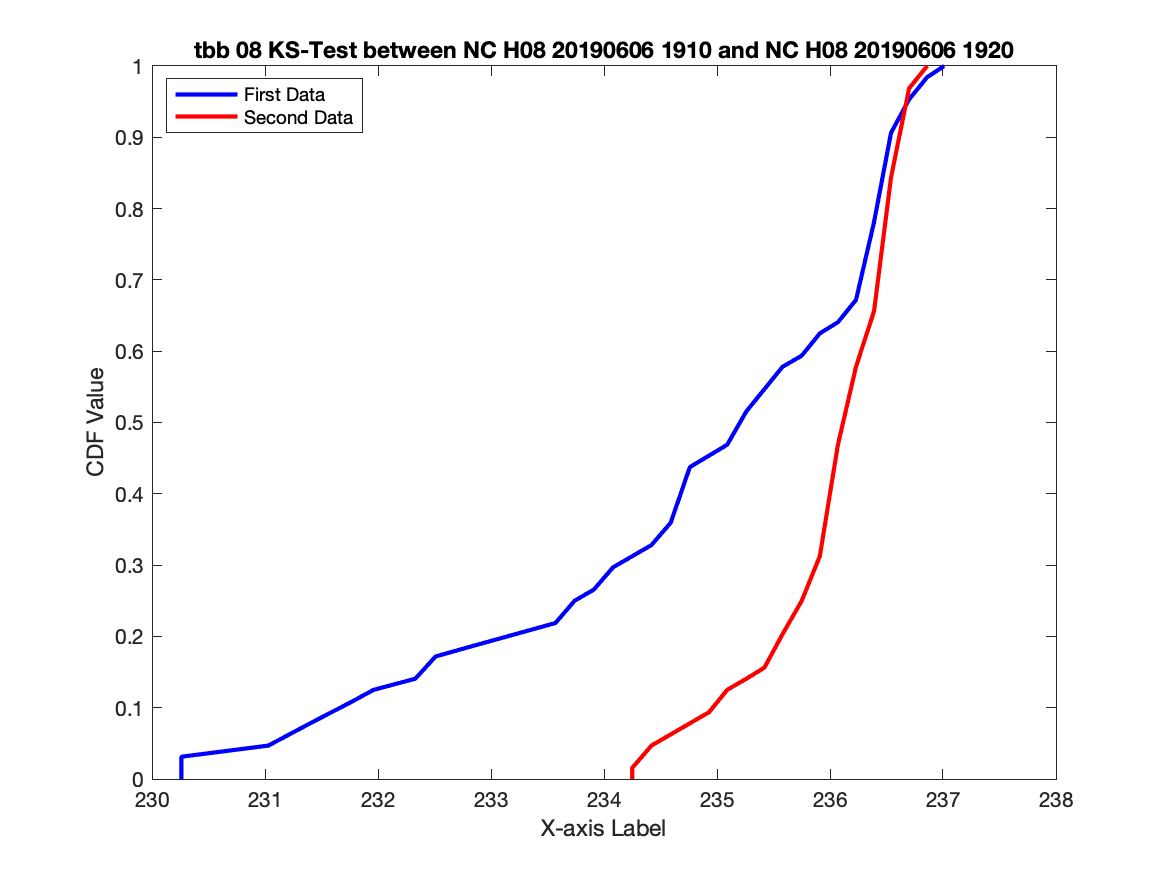 tbb 08 KS-Test between NC H08 20190606 1910 and NC H08 20190606 1920
First Data
Second Data
1
0.9
0.8
0.7
0.6
0.5
0.4
0.3
0.2
0.1
0
CDF Value
230 231 232 233 234 235 236 237 238
X-axis Label